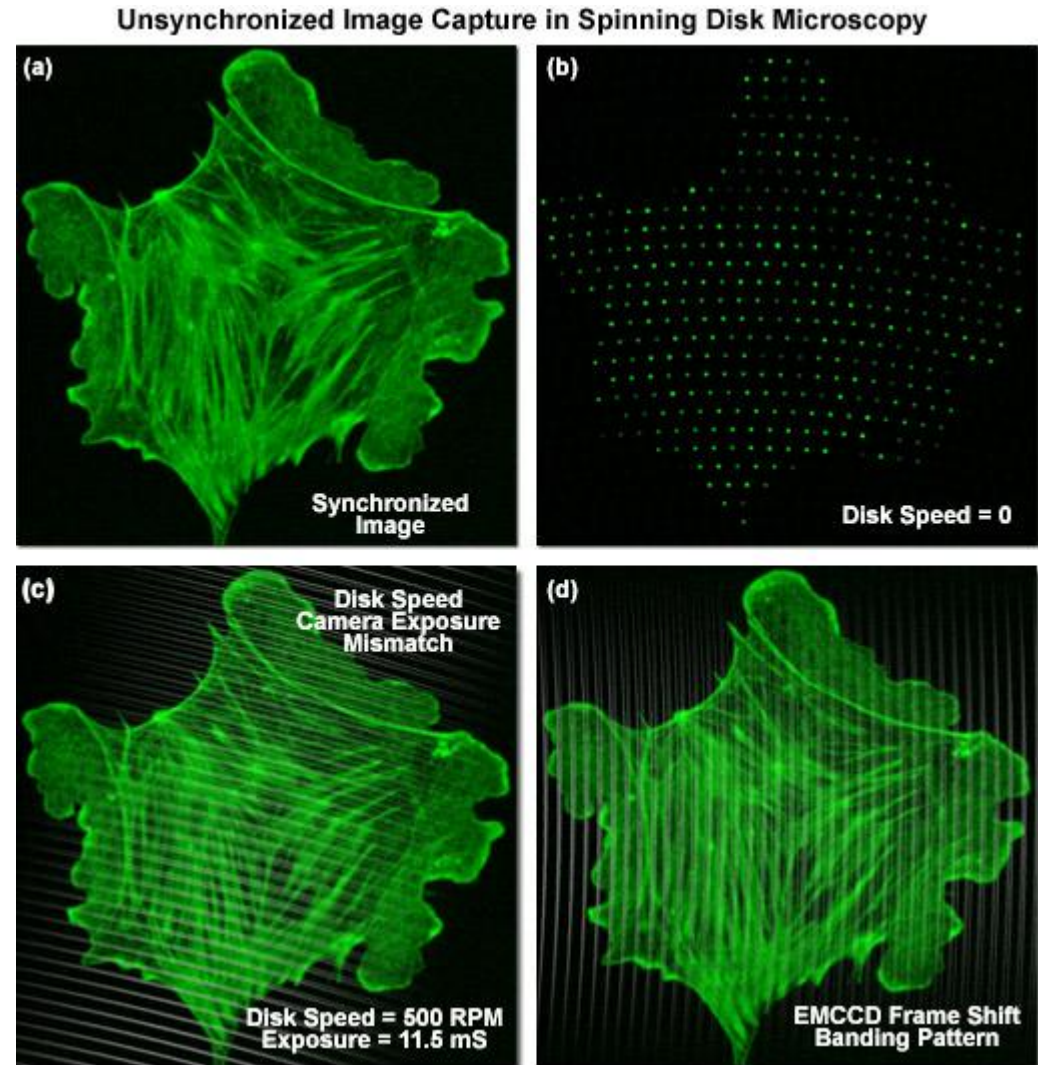 Unsynchronized Image Capture in Spinning Disk Microscopy
(a)
Synchronized
Image
(b)
Disk Speed = 0
(c)
Disk Speed
Camera Exposure
Mismatch
Disk Speed = 500 RPM
Exposure = 11.5 mS
(d)
EMCCD Frame Shift
Banding Pattern